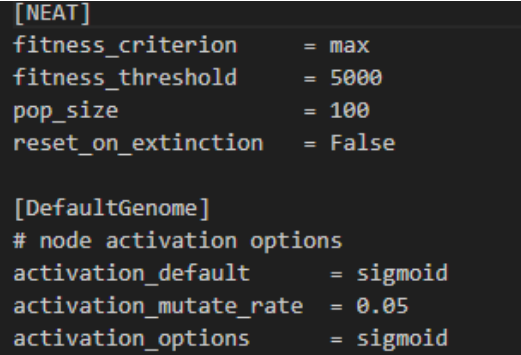 [NEAT]
fitness_criterion     = max
fitness_threshold     = 5000
pop_size              = 100
reset_on_extinction   = False

[DefaultGenome]
# node activation options
activation_default      = sigmoid
activation_mutate_rate  = 0.05
activation_options      = sigmoid